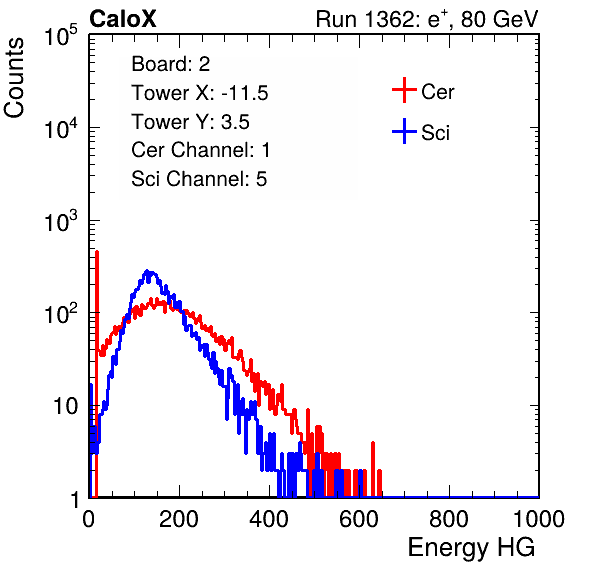 CaloX Run 1362: e⁺, 80 GeV
Counts
10⁵
10⁴
10³
10²
10
1
Board: 2
Tower X: -11.5
Tower Y: 3.5
Cer Channel: 1
Sci Channel: 5
Cer
Sci
0 200 400 600 800 1000
Energy HG